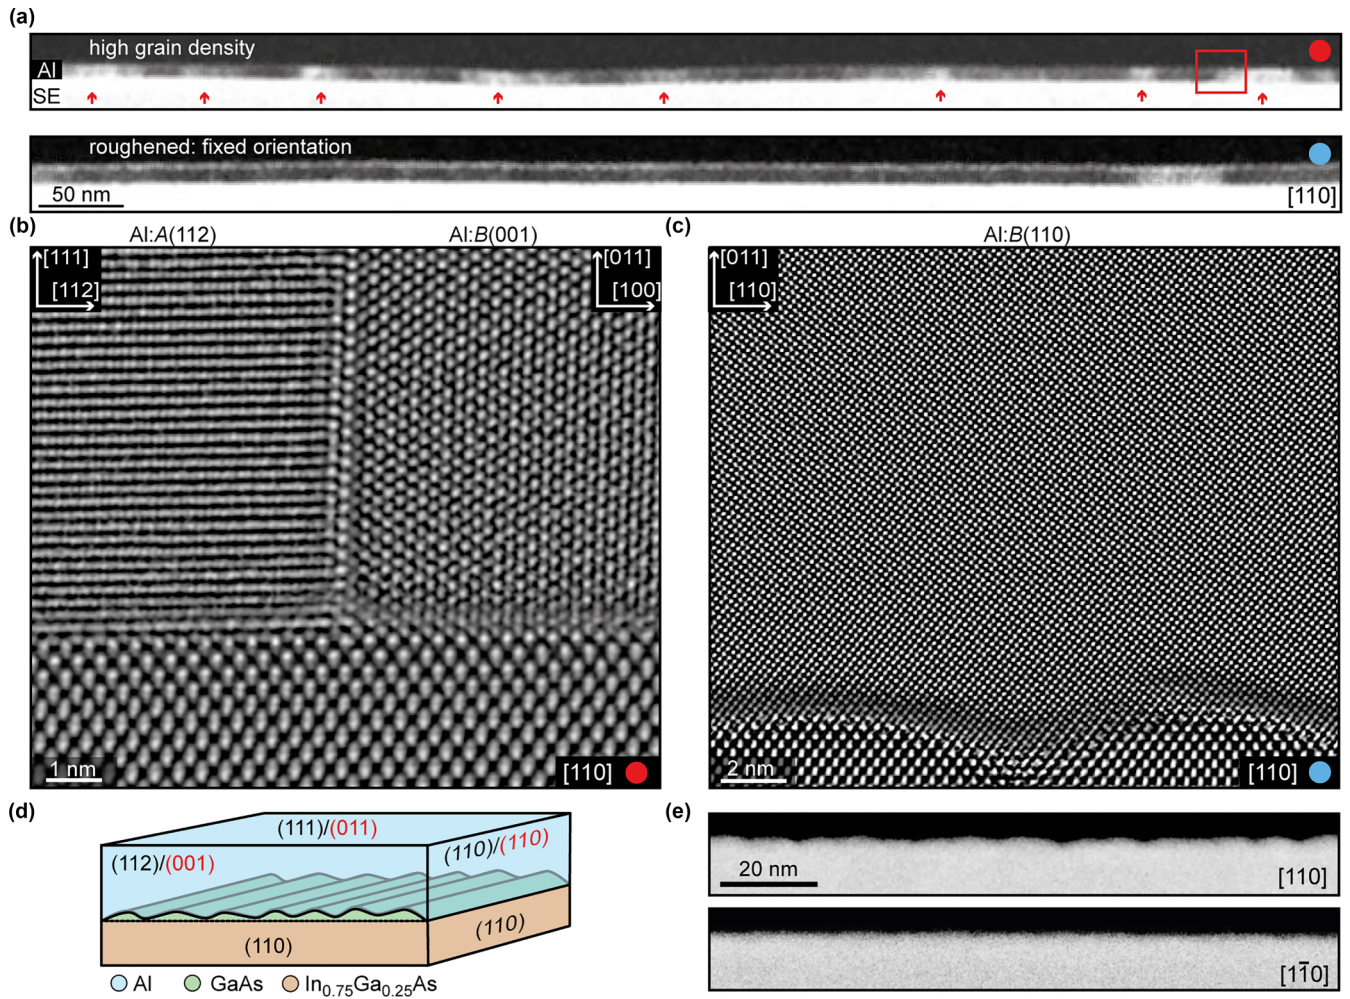 (a)
high grain density
Al
SE
roughened: fixed orientation
50 nm
[110]
(b)
Al:A(112)
Al:B(001)
[111]
[112]
[011]
[100]
1 nm
[110]
(c)
Al:B(110)
[011]
[110]
2 nm
[110]
(d)
(111)/(011)
(112)/(001)
(110)/(110)
(110)
(110)
Al GaAs In0.75Ga0.25As
(e)
20 nm
[110]
[11̅0]